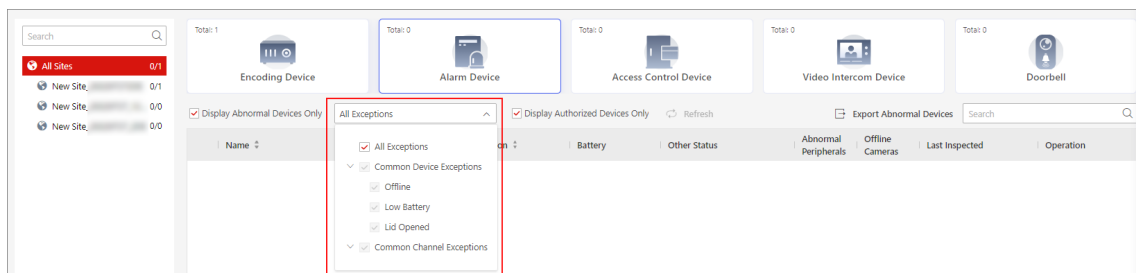 Search
All Sites 0/1
New Site_ 0/1
New Site_ 0/0
New Site_ 0/0
Total: 1
Encoding Device
Total: 0
Alarm Device
Total: 0
Access Control Device
Total: 0
Video Intercom Device
Total: 0
Doorbell
Display Abnormal Devices Only
All Exceptions
Display Authorized Devices Only
Refresh
Export Abnormal Devices
Search
Name
Battery
Other Status
Abnormal
Peripherals
Offline
Cameras
Last Inspected
Operation
All Exceptions
Common Device Exceptions
Offline
Low Battery
Lid Opened
Common Channel Exceptions